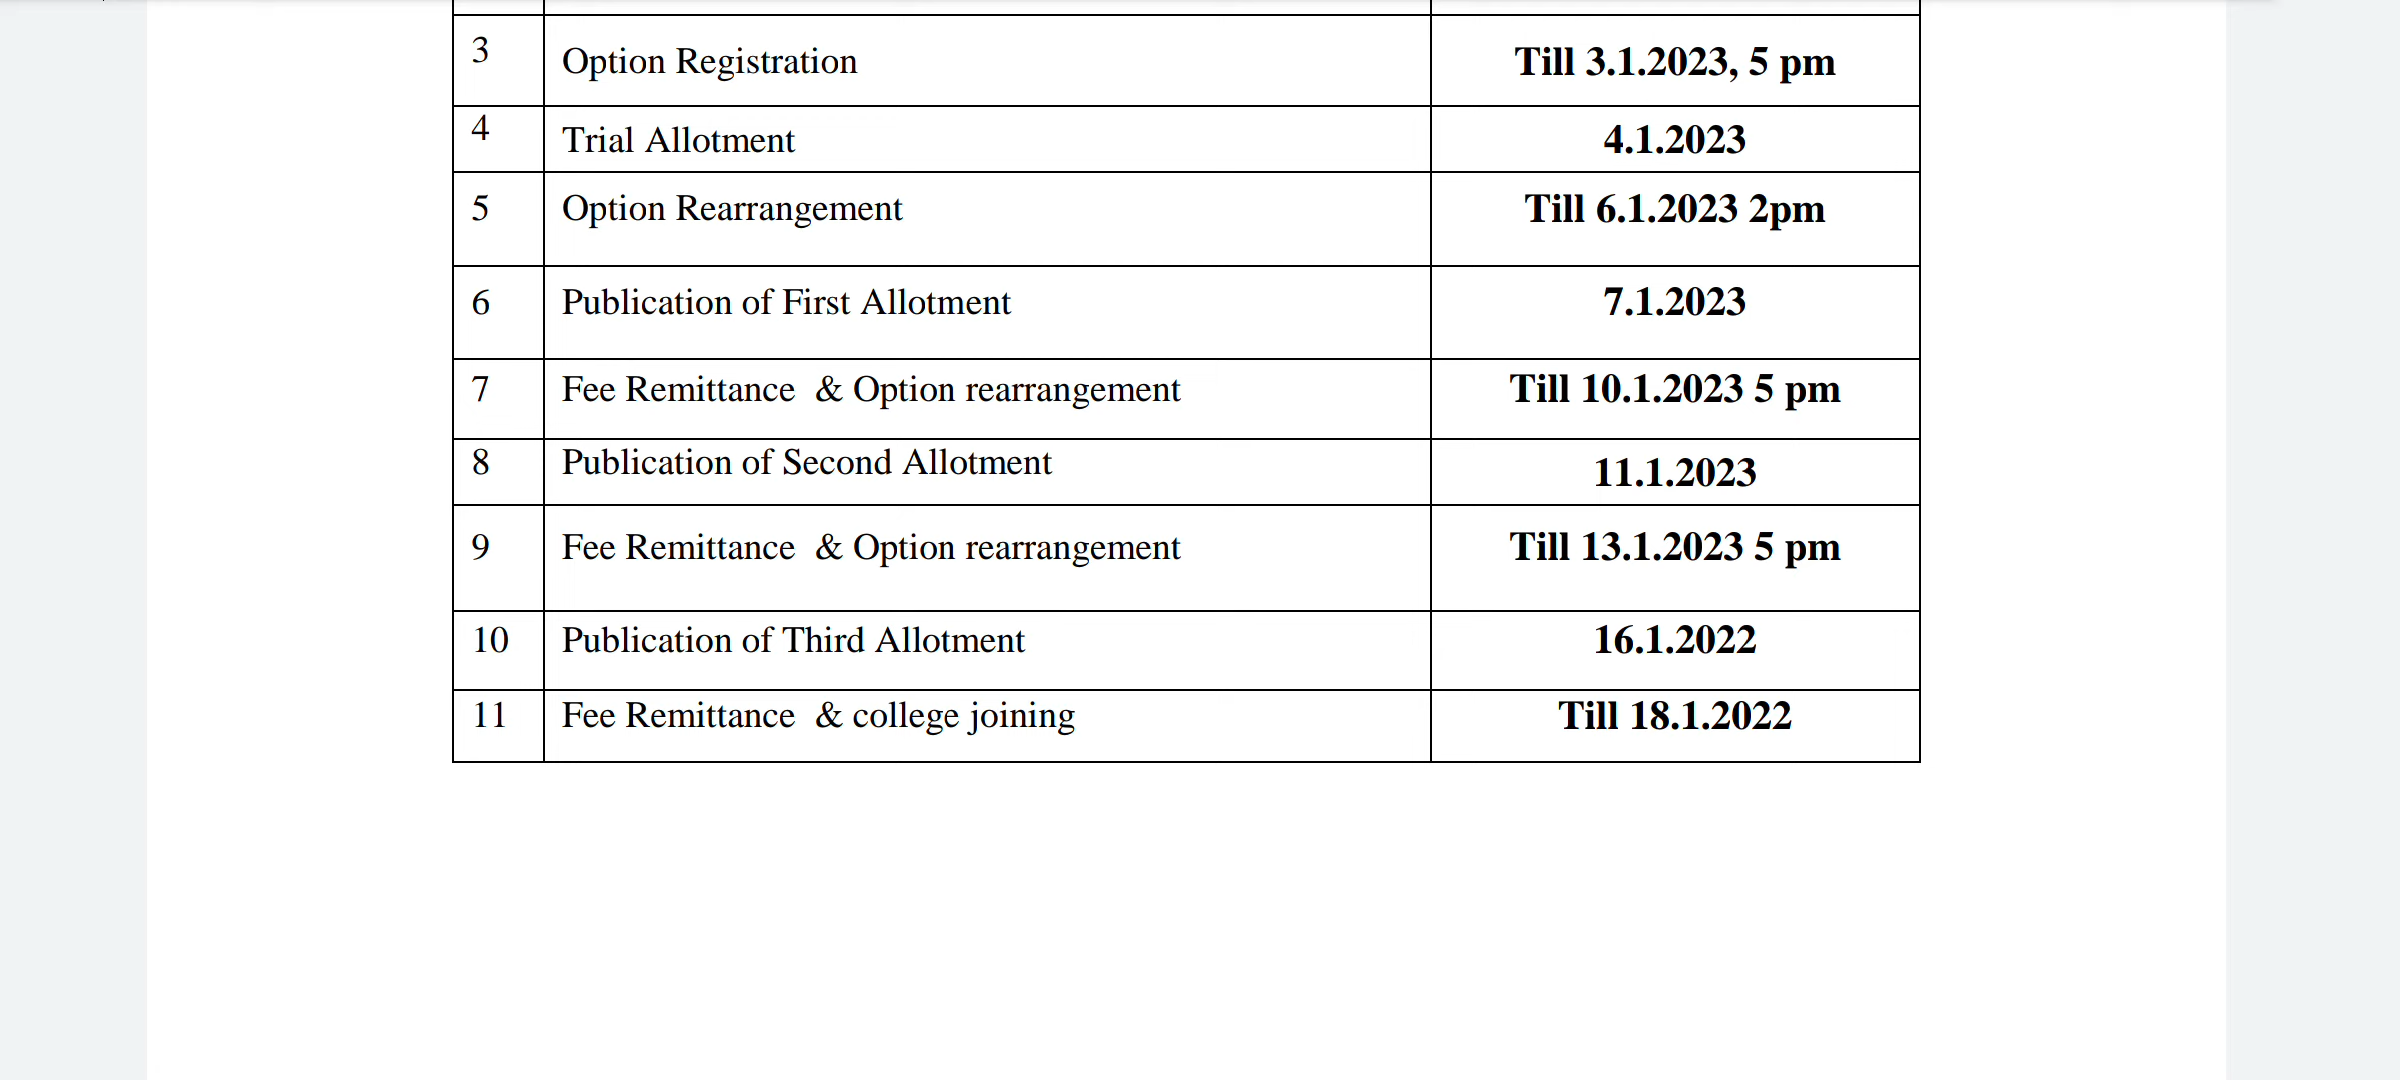 3 Option Registration Till 3.1.2023, 5 pm
4 Trial Allotment 4.1.2023
5 Option Rearrangement Till 6.1.2023 2pm
6 Publication of First Allotment 7.1.2023
7 Fee Remittance & Option rearrangement Till 10.1.2023 5 pm
8 Publication of Second Allotment 11.1.2023
9 Fee Remittance & Option rearrangement Till 13.1.2023 5 pm
10 Publication of Third Allotment 16.1.2022
11 Fee Remittance & college joining Till 18.1.2022